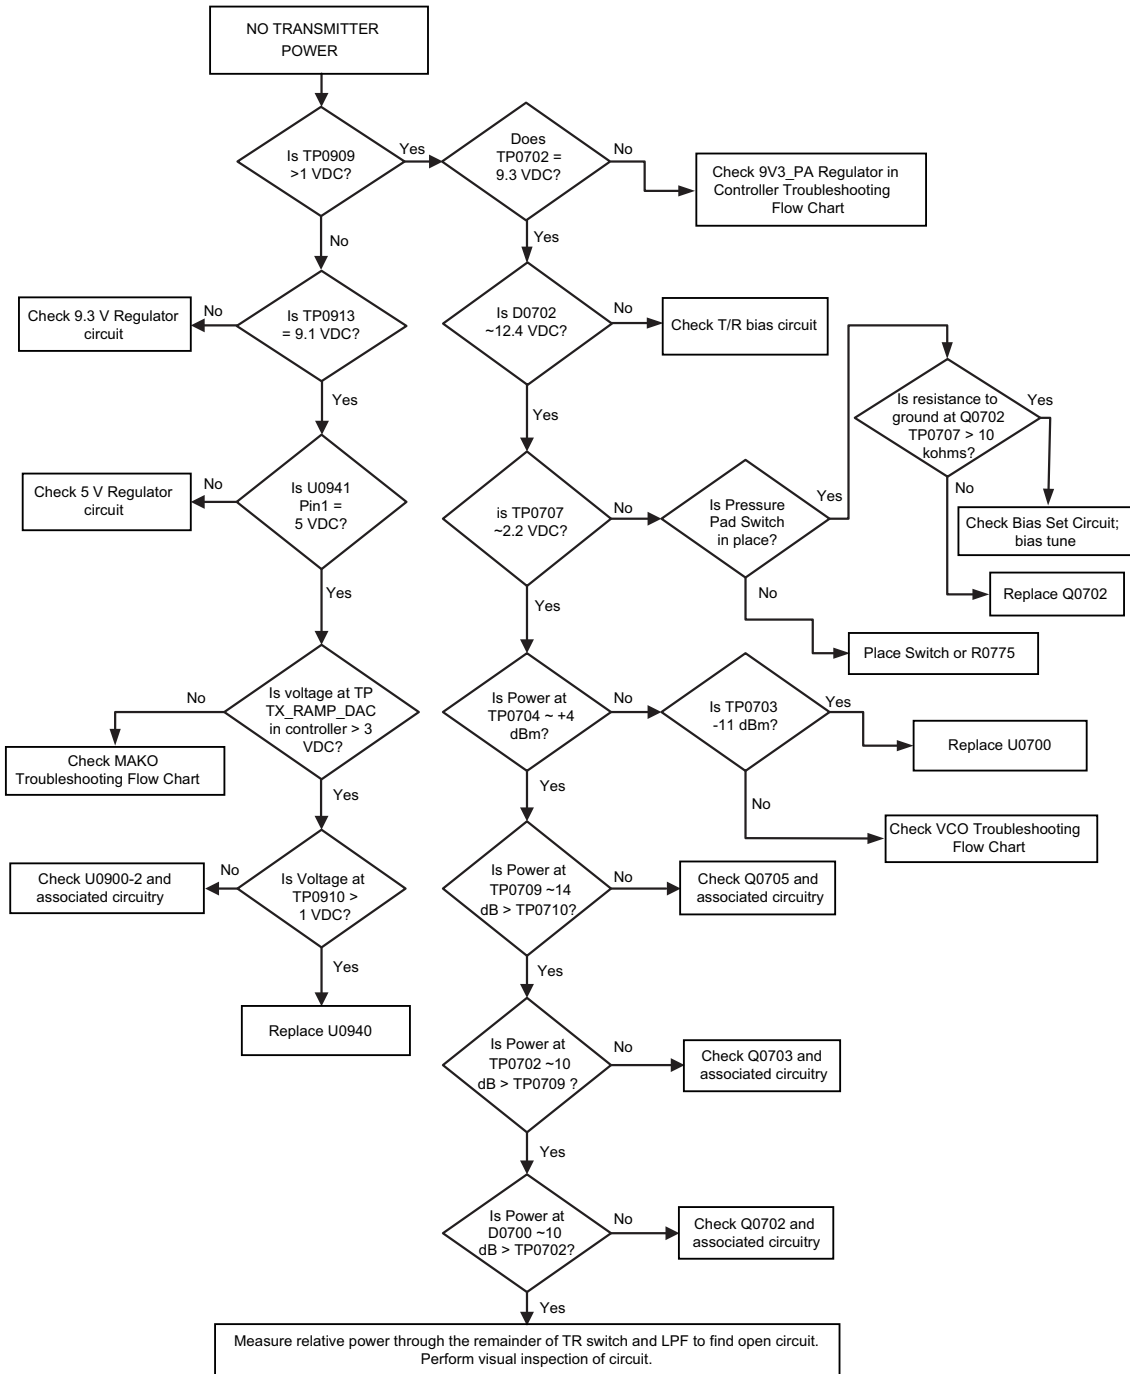 NO TRANSMITTER
POWER
Is TP0909
>1 VDC?
Yes
Does
TP0702 =
9.3 VDC?
No
Check 9V3_PA Regulator in
Controller Troubleshooting
Flow Chart
No
Yes
Check 9.3 V Regulator
circuit
No
Is TP0913
= 9.1 VDC?
Is D0702
~12.4 VDC?
No
Check T/R bias circuit
Yes
Yes
Is resistance to
ground at Q0702
TP0707 > 10
kohms?
Yes
No
Check Bias Set Circuit;
bias tune
Replace Q0702
Check 5 V Regulator
circuit
No
Is U0941
Pin1 =
5 VDC?
is TP0707
~2.2 VDC?
No
Is Pressure
Pad Switch
in place?
Yes
No
Place Switch or R0775
Yes
Yes
No
Is voltage at TP
TX_RAMP_DAC
in controller > 3
VDC?
Check MAKO
Troubleshooting Flow Chart
Is Power at
TP0704 ~ +4
dBm?
No
Is TP0703
-11 dBm?
Yes
Replace U0700
No
Check VCO Troubleshooting
Flow Chart
Yes
Yes
Check U0900-2 and
associated circuitry
No
Is Voltage at
TP0910 >
1 VDC?
Is Power at
TP0709 ~14
dB > TP0710?
No
Check Q0705 and
associated circuitry
Yes
Yes
Replace U0940
Is Power at
TP0702 ~10
dB > TP0709 ?
No
Check Q0703 and
associated circuitry
Yes
Is Power at
D0700 ~10
dB > TP0702?
No
Check Q0702 and
associated circuitry
Yes
Measure relative power through the remainder of TR switch and LPF to find open circuit.
Perform visual inspection of circuit.